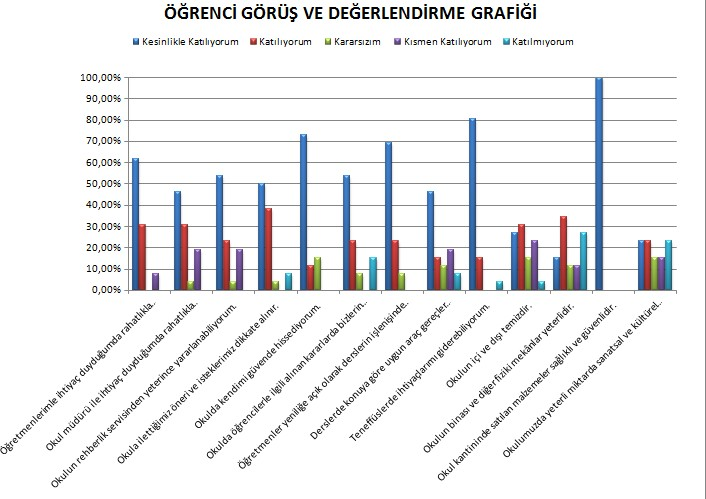 ÖĞRENCİ GÖRÜŞ VE DEĞERLENDİRME GRAFİĞİ
Kesinlikle Katılıyorum Katılıyorum Kararsızım Kısmen Katılıyorum Katılmıyorum
100,00%
90,00%
80,00%
70,00%
60,00%
50,00%
40,00%
30,00%
20,00%
10,00%
0,00%
Öğretmenlerimle ihtiyaç duyduğumda rahatlıkla..
Okul müdürü ile ihtiyaç duyduğumda rahatlıkla..
Okulun rehberlik servisinden yeterince yararlanabiliyorum.
Okula ilettiğimiz öneri ve isteklerimiz dikkate alınır.
Okulda kendimi güvende hissediyorum.
Okulda öğrencilerle ilgili alınan kararlarda bizlerin..
Öğretmenler yeniliğe açık olarak derslerin işlenişinde..
Derslerde konuya göre uygun araç gereçler..
Teneffüslerde ihtiyaçlarımı giderebiliyorum.
Okulun içi ve dışı temizdir.
Okulun binası ve diğer fiziki mekânlar yeterlidir.
Okul kantininde satılan malzemeler sağlıklı ve güvenlidir.
Okulumuzda yeterli miktarda sanatsal ve kültürel..